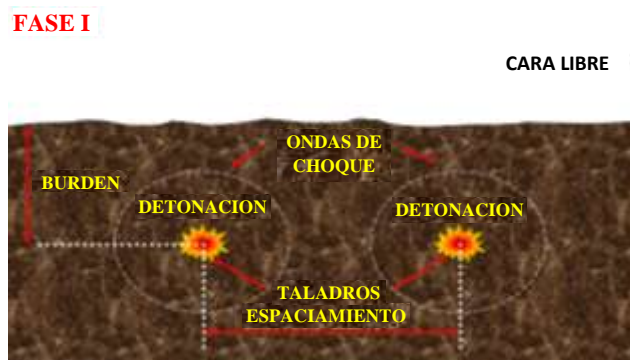 FASE I
CARA LIBRE
ONDAS DE
CHOQUE
BURDEN
DETONACION
DETONACION
TALADROS
ESPACIAMIENTO